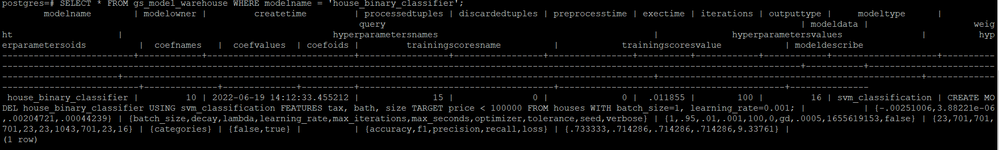 postgres=# SELECT * FROM gs_model_warehouse WHERE modelname = 'house_binary_classifier';
modelname | modelowner | createtime | processedtuples | discardedtuples | preprocesstime | exectime | iterations | outputtype | modeltype |
query | modeldata | weig
ht | hyperparametersnames | hyperparametersvalues | hyp
erparametersoids | coefnames | coefvalues | coefoids | trainingscoresname | trainingscoresvalue | modeldescribe
house_binary_classifier | 10 | 2022-06-19 14:12:33.455212 | 15 | 0 | 0 | .011855 | 100 | 16 | svm_classification | CREATE MO
DEL house_binary_classifier USING svm_classification FEATURES tax, bath, size TARGET price < 100000 FROM houses WITH batch_size=1, learning_rate=0.001; | | {-.00251006,3.88221e-06
,.00204721,.00044239} | {batch_size,decay,lambda,learning_rate,max_iterations,max_seconds,optimizer,tolerance,seed,verbose} | {1,.95,.01,.001,100,0,gd,.0005,1655619153,false} | {23,701,701,
701,23,23,1043,701,23,16} | {categories} | {false,true} | | {accuracy,f1,precision,recall,loss} | {.733333,.714286,.714286,.714286,9.33761} |
(1 row)